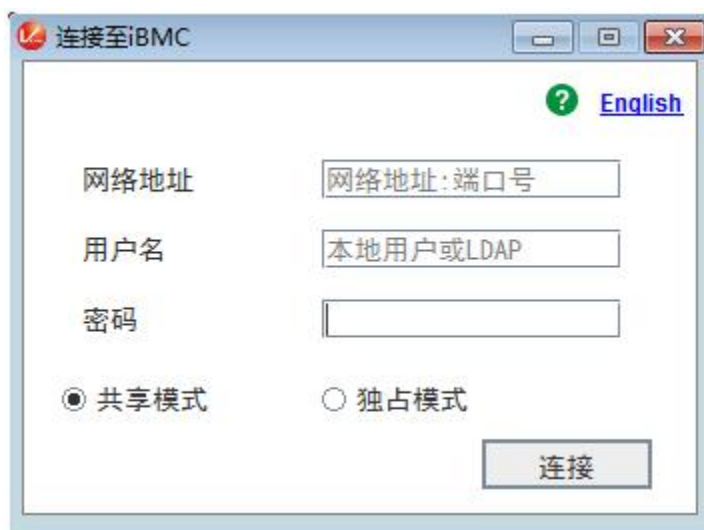 连接至iBMC
?
English
网络地址 网络地址:端口号
用户名 本地用户或LDAP
密码
共享模式 独占模式
连接